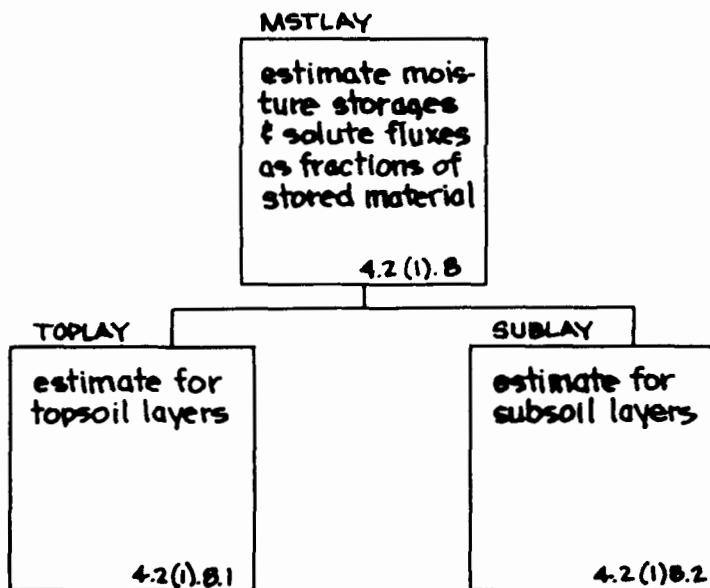 MSTLAY
estimate mois-
ture storages
& solute fluxes
as fractions of
stored material
4.2(1).8
TOPLAY
estimate for
topsoil layers
4.2(1).8.1
SUBLAY
estimate for
subsoil layers
4.2(1)8.2